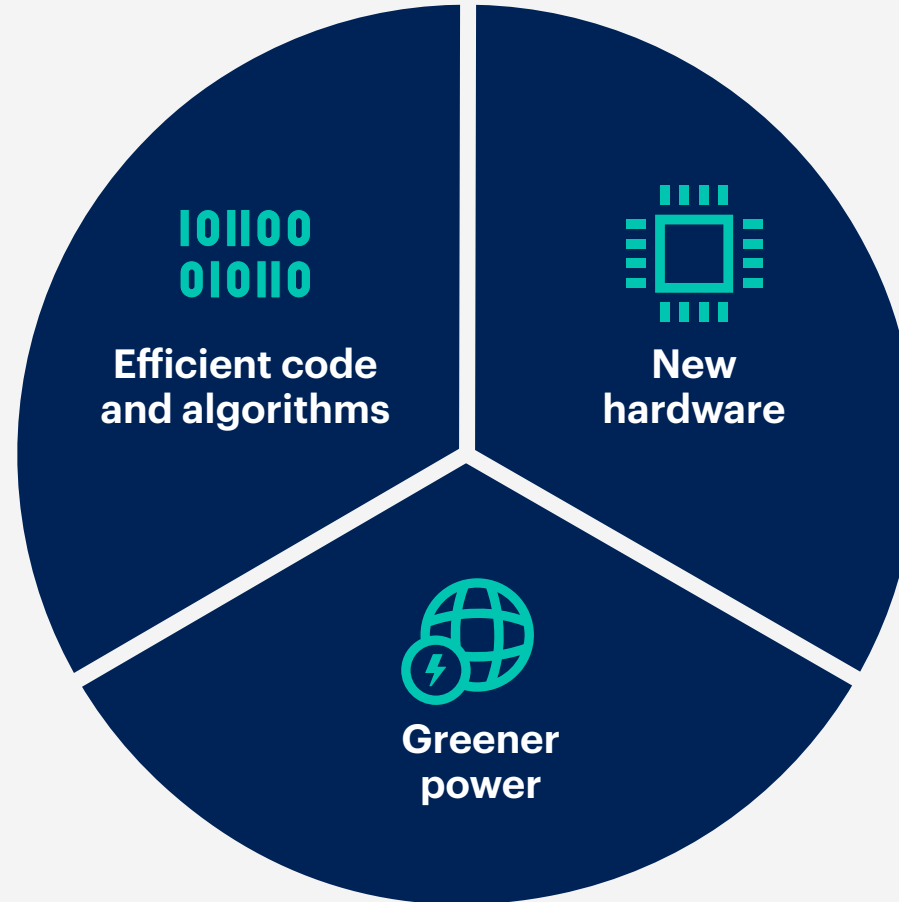 101100
010110
Efficient code
and algorithms
New
hardware
Greener
power